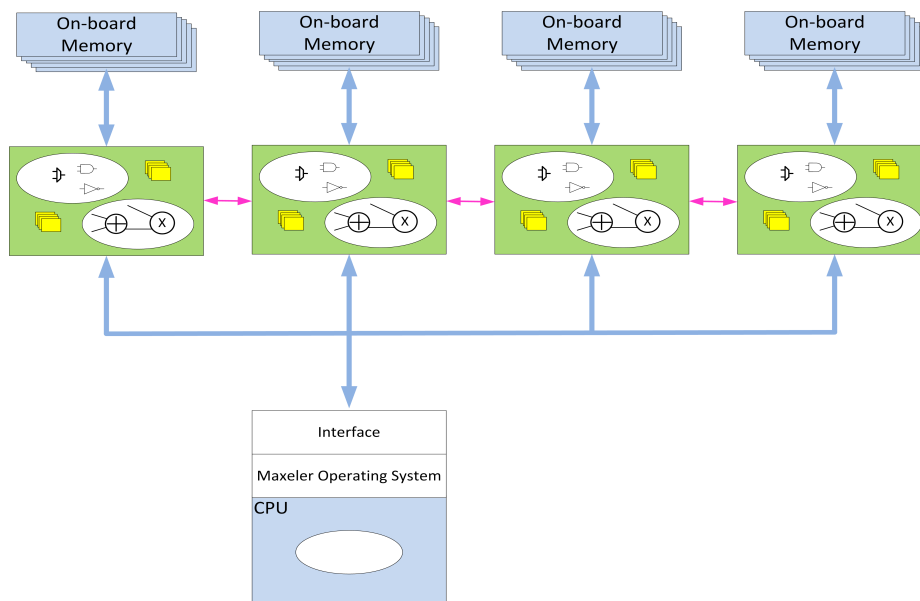 On-board
Memory
On-board
Memory
On-board
Memory
On-board
Memory
X
X
X
X
Interface
Maxeler Operating System
CPU